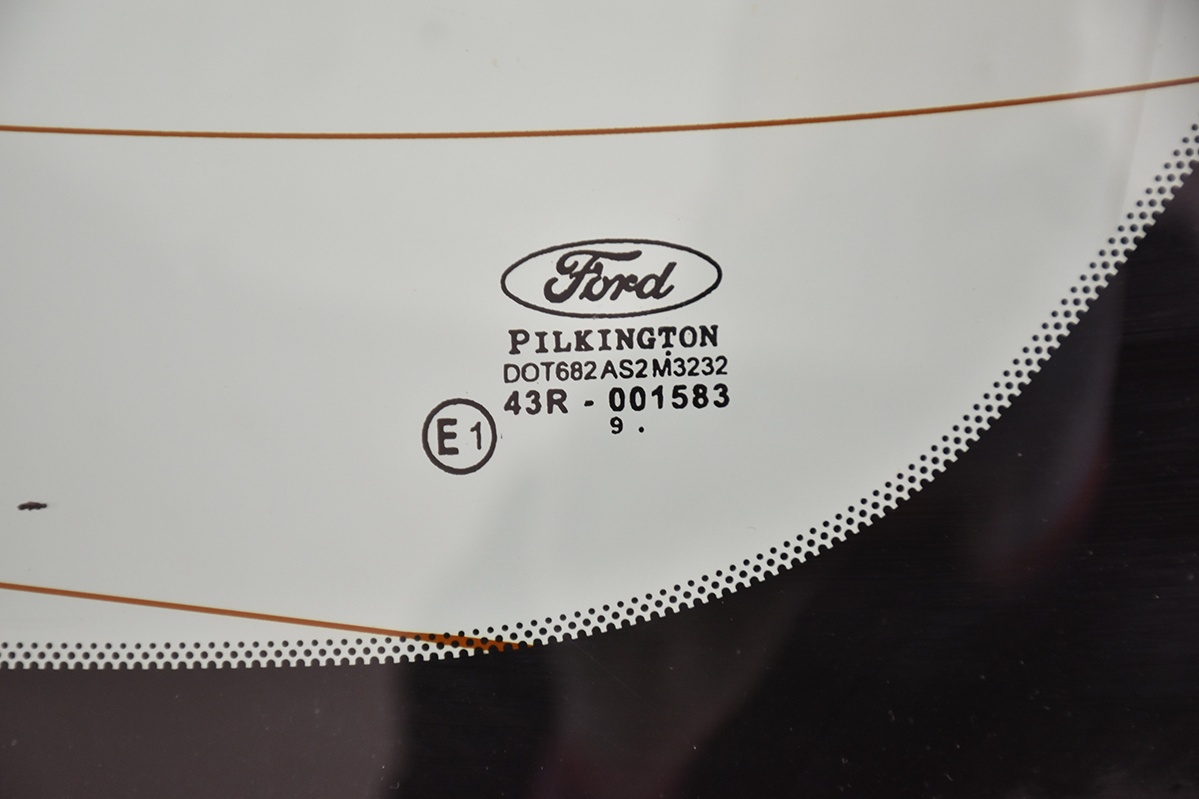 Ford
PILKINGTON
DOT682 AS2 M3232
43R - 001583
9 .
E1